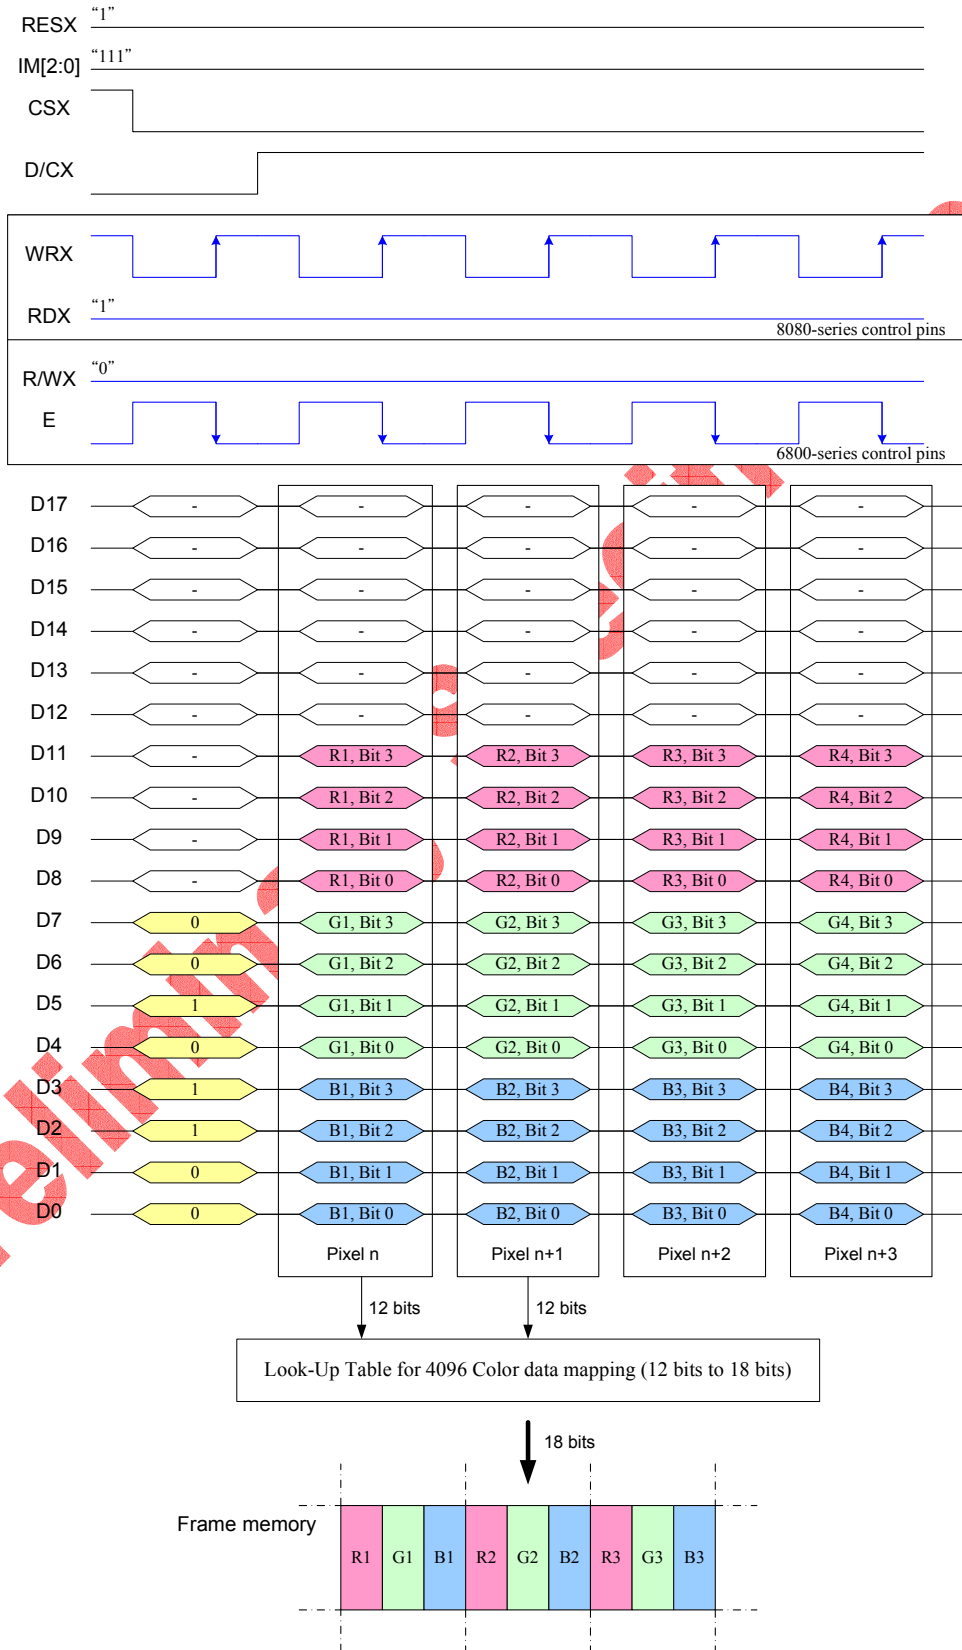 RESX "1"
IM[2:0] "111"
CSX
D/CX
WRX
RDX "1"
8080-series control pins
R/WX "0"
E
6800-series control pins
D17 - - - - -
D16 - - - - -
D15 - - - - -
D14 - - - - -
D13 - - - - -
D12 - - - - -
D11 - R1, Bit 3 R2, Bit 3 R3, Bit 3 R4, Bit 3
D10 - R1, Bit 2 R2, Bit 2 R3, Bit 2 R4, Bit 2
D9 - R1, Bit 1 R2, Bit 1 R3, Bit 1 R4, Bit 1
D8 - R1, Bit 0 R2, Bit 0 R3, Bit 0 R4, Bit 0
D7 0 G1, Bit 3 G2, Bit 3 G3, Bit 3 G4, Bit 3
D6 0 G1, Bit 2 G2, Bit 2 G3, Bit 2 G4, Bit 2
D5 1 G1, Bit 1 G2, Bit 1 G3, Bit 1 G4, Bit 1
D4 0 G1, Bit 0 G2, Bit 0 G3, Bit 0 G4, Bit 0
D3 1 B1, Bit 3 B2, Bit 3 B3, Bit 3 B4, Bit 3
D2 1 B1, Bit 2 B2, Bit 2 B3, Bit 2 B4, Bit 2
D1 0 B1, Bit 1 B2, Bit 1 B3, Bit 1 B4, Bit 1
D0 0 B1, Bit 0 B2, Bit 0 B3, Bit 0 B4, Bit 0
Pixel n Pixel n+1 Pixel n+2 Pixel n+3
12 bits 12 bits
Look-Up Table for 4096 Color data mapping (12 bits to 18 bits)
18 bits
Frame memory
R1 G1 B1 R2 G2 B2 R3 G3 B3